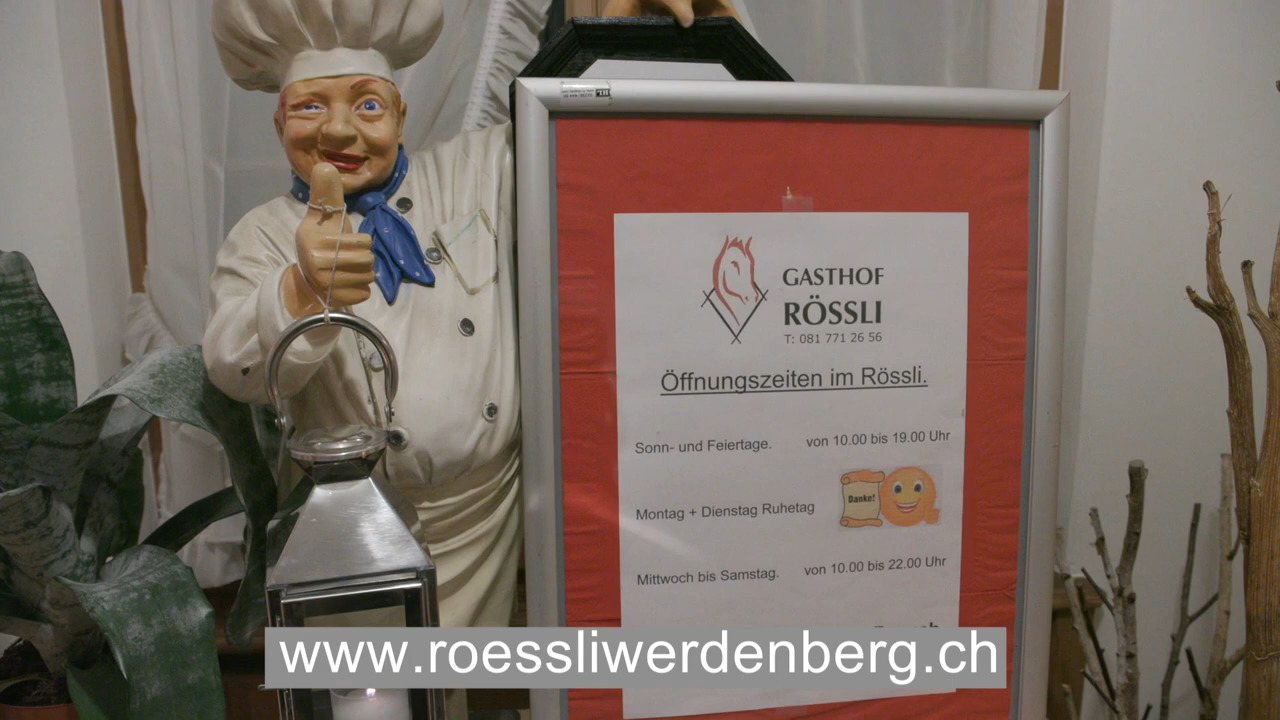 GASTHOF
RÖSSLI
T: 081 771 26 56
Öffnungszeiten im Rössli.
Sonn- und Feiertage. von 10.00 bis 19.00 Uhr
Danke!
Montag + Dienstag Ruhetag
Mittwoch bis Samstag. von 10.00 bis 22.00 Uhr
www.roessliwerdenberg.ch